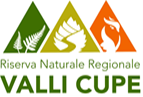 Riserva Naturale Regionale
VALLI CUPE